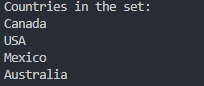 Countries in the set:
Canada
USA
Mexico
Australia